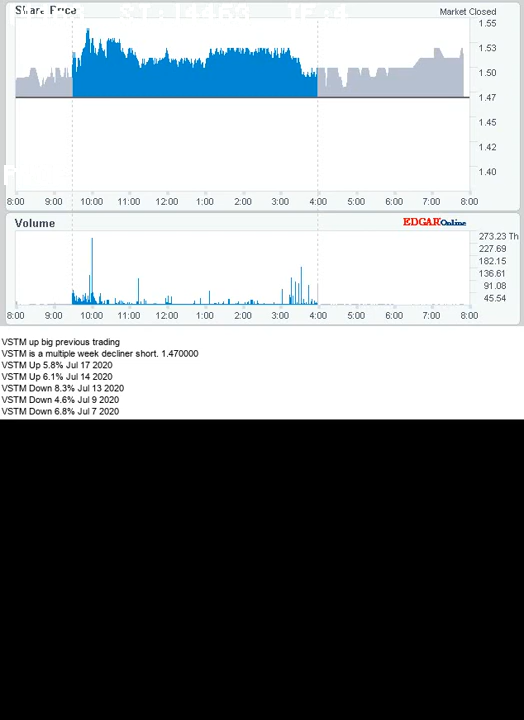 ST : 14463 TF : 4
Share Price
Market Closed
1.55
1.53
1.50
1.47
1.45
1.42
1.40
8:00 9:00 10:00 11:00 12:00 1:00 2:00 3:00 4:00 5:00 6:00 7:00 8:00
Volume
EDGAR Online
273.23 Th
227.69
182.15
136.61
91.08
45.54
8:00 9:00 10:00 11:00 12:00 1:00 2:00 3:00 4:00 5:00 6:00 7:00 8:00
VSTM up big previous trading
VSTM is a multiple week decliner short. 1.470000
VSTM Up 5.8% Jul 17 2020
VSTM Up 6.1% Jul 14 2020
VSTM Down 8.3% Jul 13 2020
VSTM Down 4.6% Jul 9 2020
VSTM Down 6.8% Jul 7 2020